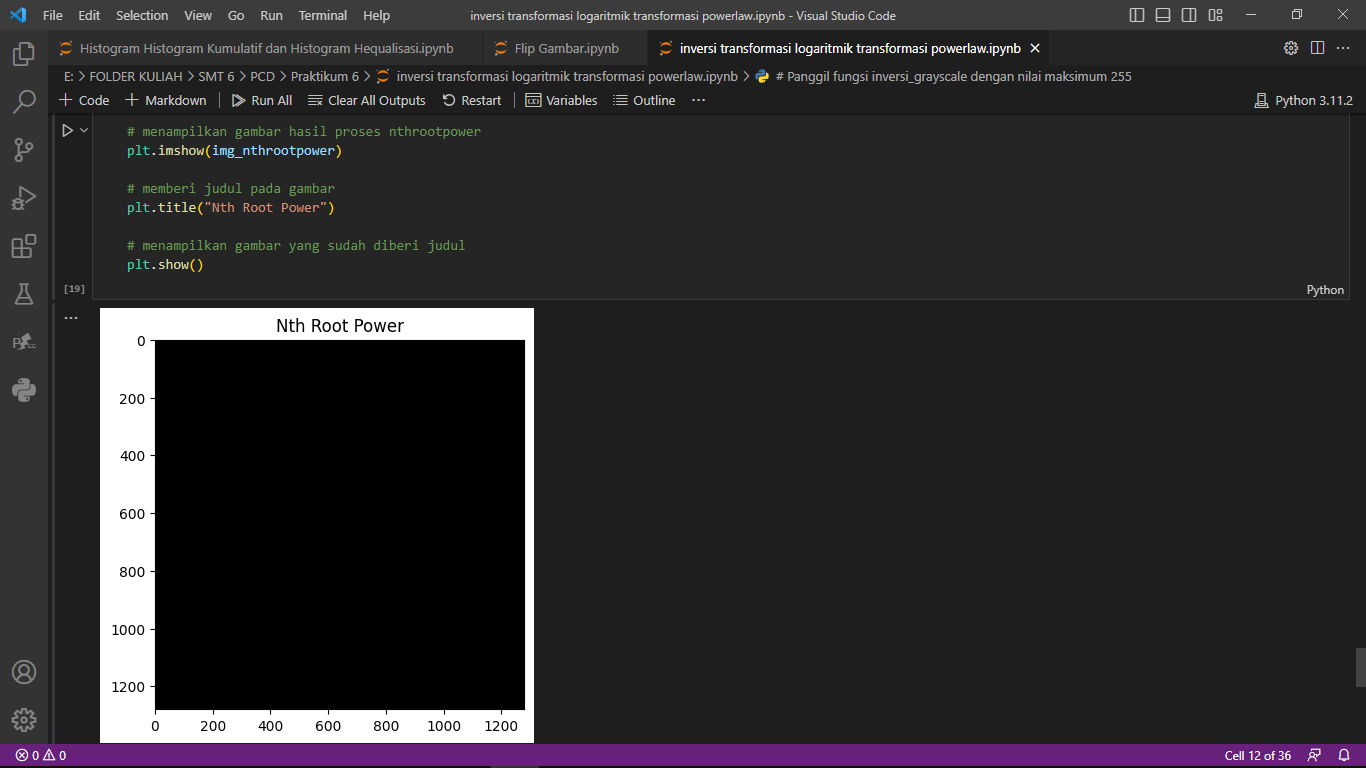 File Edit Selection View Go Run Terminal Help inversi transformasi logaritmik transformasi powerlaw.ipynb - Visual Studio Code
Histogram Histogram Kumulatif dan Histogram Hequalisasi.ipynb Flip Gambar.ipynb inversi transformasi logaritmik transformasi powerlaw.ipynb
E: > FOLDER KULIAH > SMT 6 > PCD > Praktikum 6 > inversi transformasi logaritmik transformasi powerlaw.ipynb > # Panggil fungsi inversi_grayscale dengan nilai maksimum 255
+ Code + Markdown Run All Clear All Outputs Restart Variables Outline ... Python 3.11.2
# menampilkan gambar hasil proses nthrootpower
plt.imshow(img_nthrootpower)
# memberi judul pada gambar
plt.title("Nth Root Power")
# menampilkan gambar yang sudah diberi judul
plt.show()
[19] Python
...
Nth Root Power
0
200
400
600
800
1000
1200
0 200 400 600 800 1000 1200
0 0 Cell 12 of 36